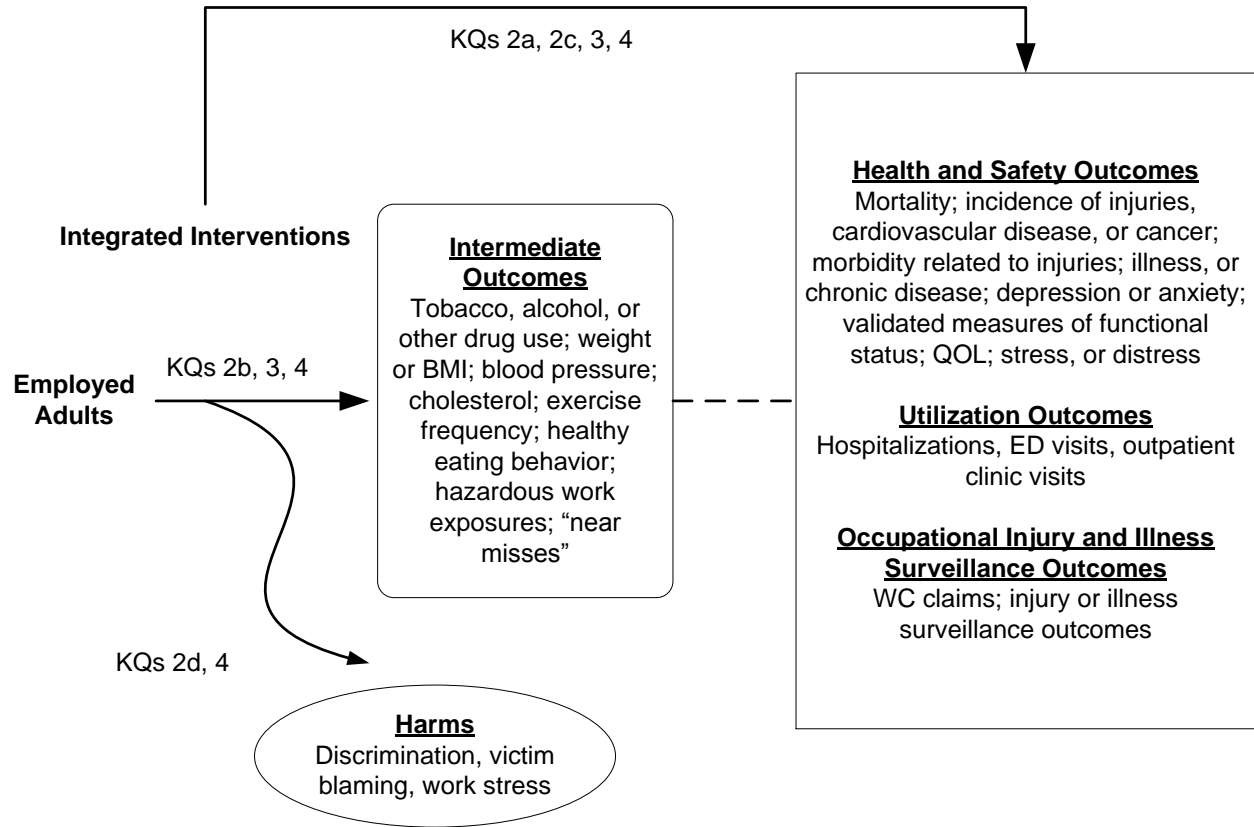 KQs 2a, 2c, 3, 4
Integrated Interventions
Employed
Adults
KQs 2b, 3, 4
Intermediate
Outcomes
Tobacco, alcohol, or
other drug use; weight
or BMI; blood pressure;
cholesterol; exercise
frequency; healthy
eating behavior;
hazardous work
exposures; “near
misses”
KQs 2d, 4
Harms
Discrimination, victim
blaming, work stress
Health and Safety Outcomes
Mortality; incidence of injuries,
cardiovascular disease, or cancer;
morbidity related to injuries; illness, or
chronic disease; depression or anxiety;
validated measures of functional
status; QOL; stress, or distress
Utilization Outcomes
Hospitalizations, ED visits, outpatient
clinic visits
Occupational Injury and Illness
Surveillance Outcomes
WC claims; injury or illness
surveillance outcomes